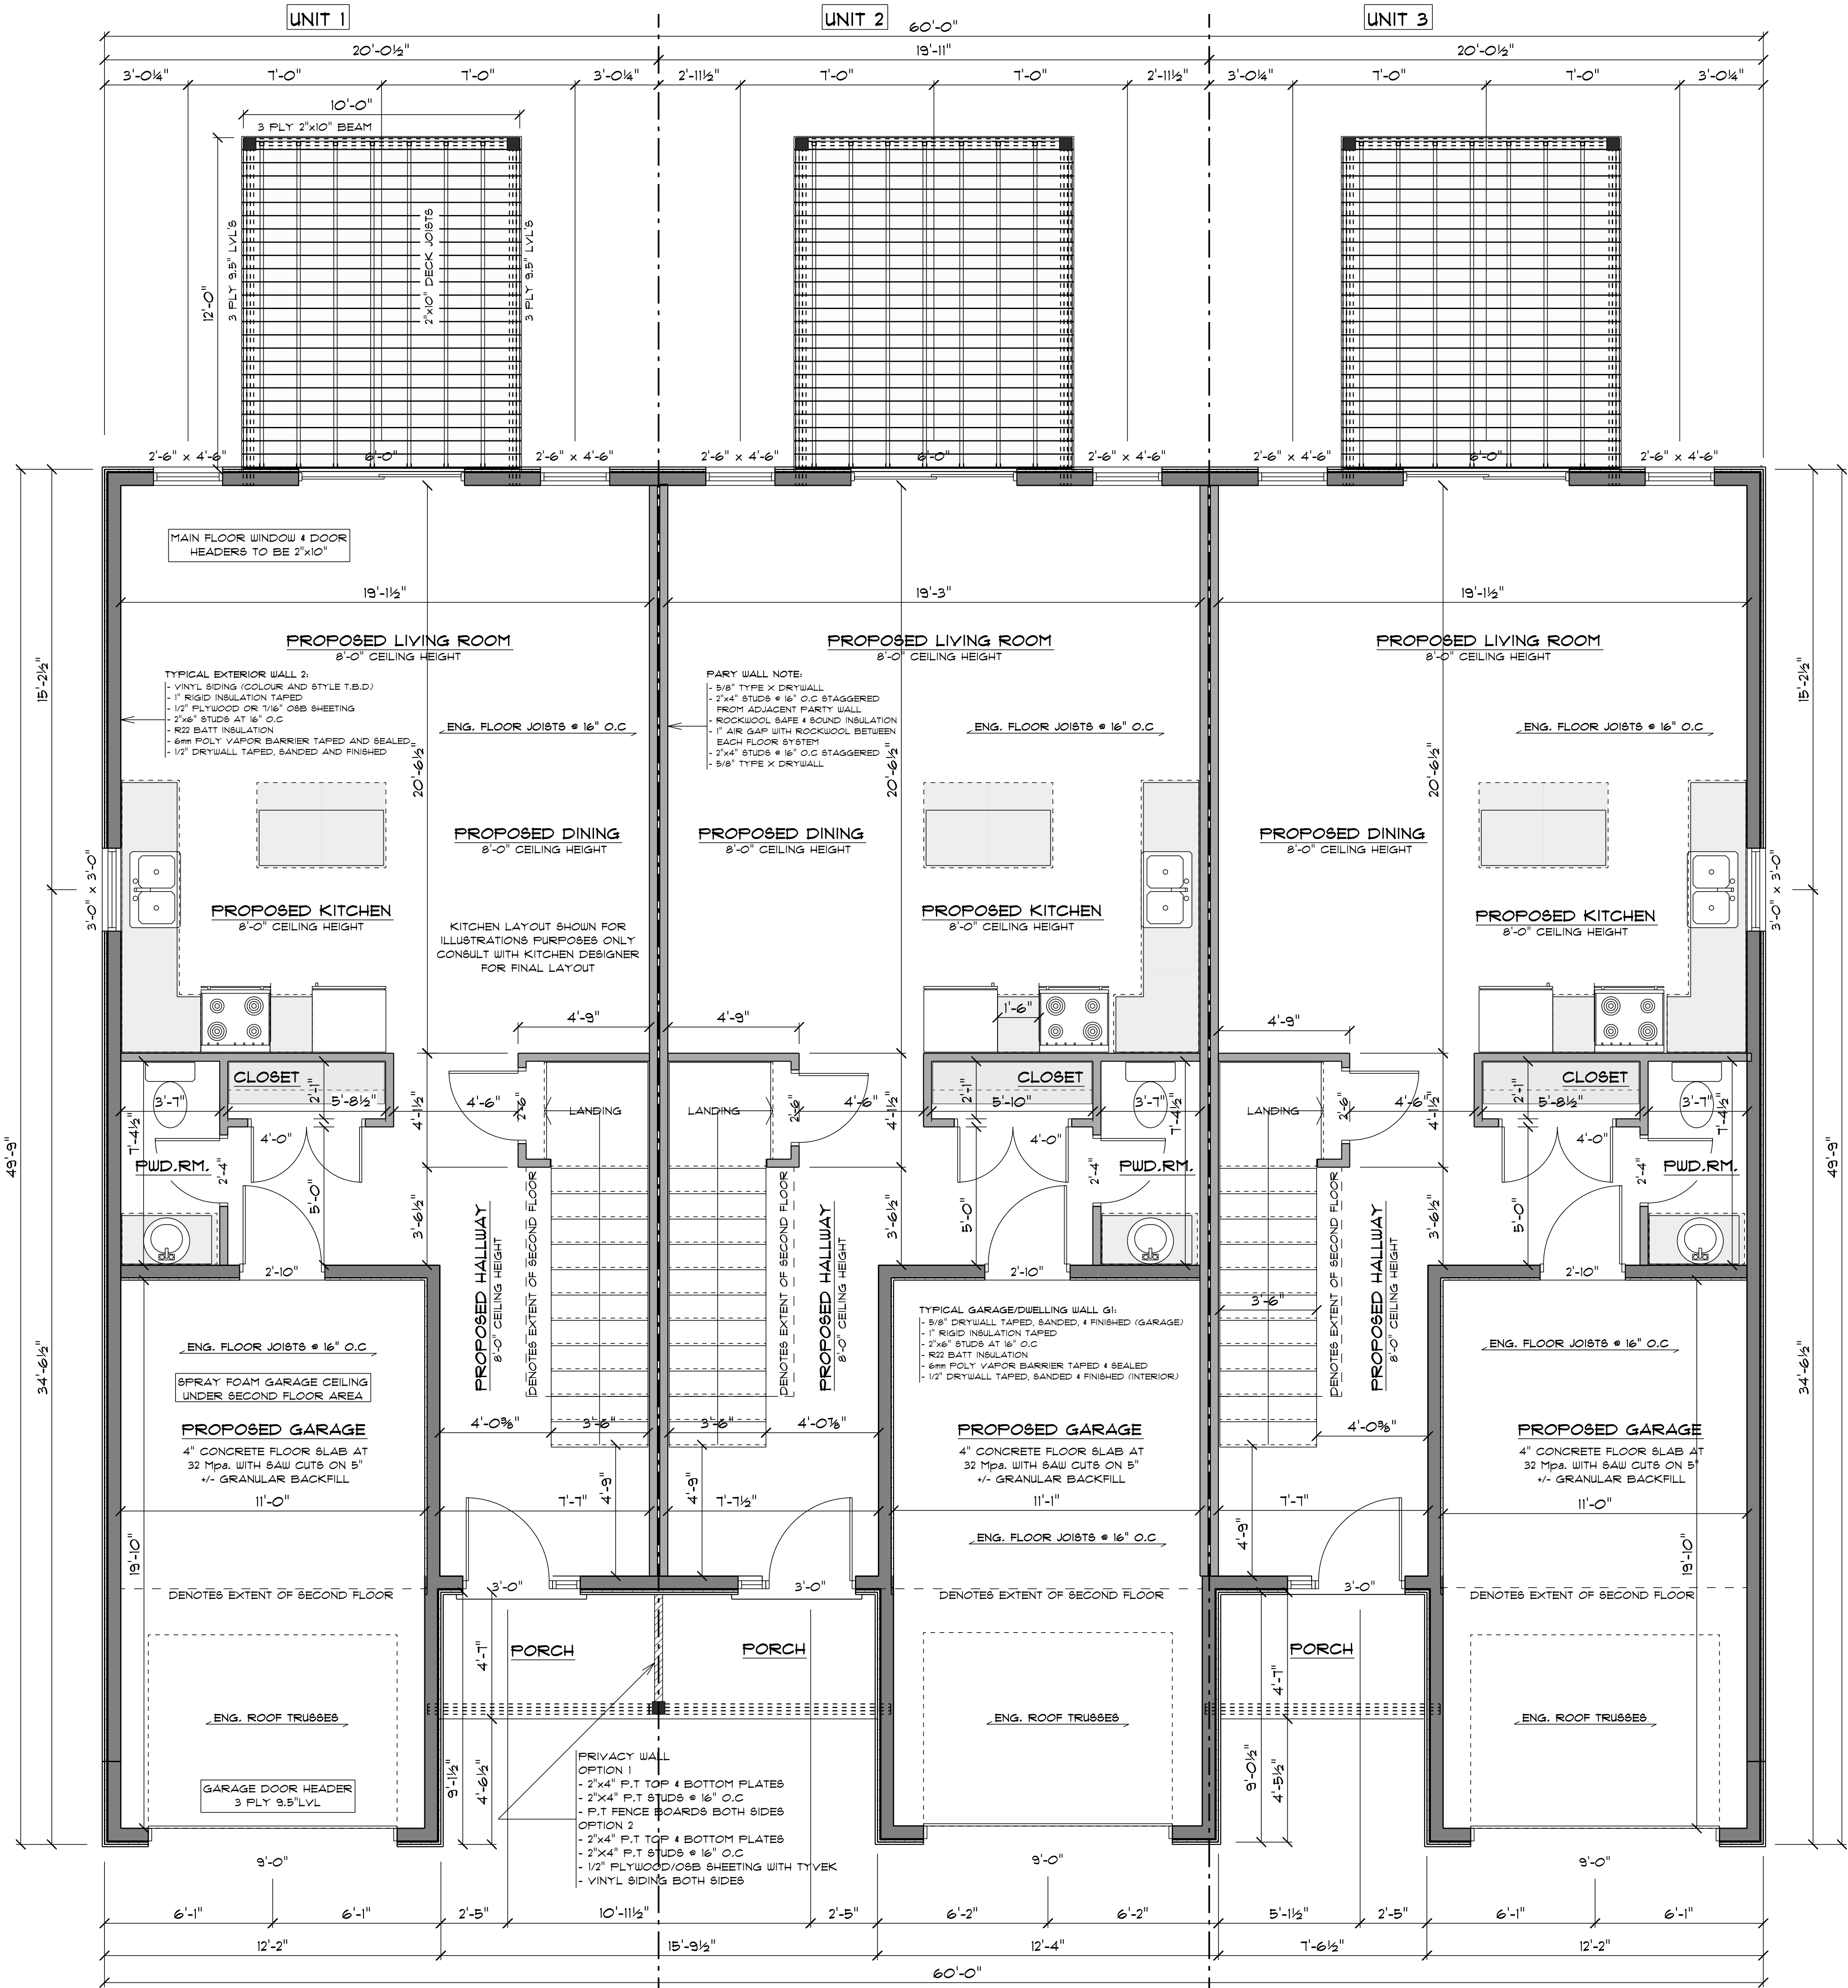 UNIT 1
UNIT 2
UNIT 3
60'-0"
20'-0½"
19'-11"
20'-0½"
3'-0¼"
7'-0"
7'-0"
3'-0¼"
2'-11½"
7'-0"
7'-0"
2'-11½"
3'-0¼"
7'-0"
7'-0"
3'-0¼"
10'-0"
3 PLY 2"x10" BEAM
12'-0"
3 PLY 9.5" LVL'S
2"x10" DECK JOISTS
3 PLY 9.5" LVL'S
2'-6" x 4'-6"
6'-0"
2'-6" x 4'-6"
2'-6" x 4'-6"
6'-0"
2'-6" x 4'-6"
2'-6" x 4'-6"
6'-0"
2'-6" x 4'-6"
MAIN FLOOR WINDOW & DOOR
HEADERS TO BE 2"x10"
19'-1½"
19'-3"
19'-1½"
PROPOSED LIVING ROOM
8'-0" CEILING HEIGHT
PROPOSED LIVING ROOM
8'-0" CEILING HEIGHT
PROPOSED LIVING ROOM
8'-0" CEILING HEIGHT
15'-2½"
15'-2½"
TYPICAL EXTERIOR WALL 2:
- VINYL SIDING (COLOUR AND STYLE T.B.D.)
- 1" RIGID INSULATION TAPED
- 1/2" PLYWOOD OR 7/16" OSB SHEETING
- 2"x6" STUDS AT 16" O.C
- R22 BATT INSULATION
- 6mm POLY VAPOR BARRIER TAPED AND SEALED
- 1/2" DRYWALL TAPED, SANDED AND FINISHED
PARY WALL NOTE:
- 5/8" TYPE X DRYWALL
- 2"x4" STUDS @ 16" O.C STAGGERED
FROM ADJACENT PARTY WALL
- ROCKWOOL SAFE & SOUND INSULATION
- 1" AIR GAP WITH ROCKWOOL BETWEEN
EACH FLOOR SYSTEM
- 2"x4" STUDS @ 16" O.C STAGGERED
- 5/8" TYPE X DRYWALL
ENG. FLOOR JOISTS @ 16" O.C
ENG. FLOOR JOISTS @ 16" O.C
ENG. FLOOR JOISTS @ 16" O.C
20'-6½"
20'-6½"
20'-6½"
PROPOSED DINING
8'-0" CEILING HEIGHT
PROPOSED DINING
8'-0" CEILING HEIGHT
PROPOSED DINING
8'-0" CEILING HEIGHT
3'-0" x 3'-0"
3'-0" x 3'-0"
PROPOSED KITCHEN
8'-0" CEILING HEIGHT
PROPOSED KITCHEN
8'-0" CEILING HEIGHT
PROPOSED KITCHEN
8'-0" CEILING HEIGHT
KITCHEN LAYOUT SHOWN FOR
ILLUSTRATIONS PURPOSES ONLY
CONSULT WITH KITCHEN DESIGNER
FOR FINAL LAYOUT
4'-9"
4'-9"
1'-6"
4'-9"
CLOSET
CLOSET
CLOSET
3'-7"
2'-1"
5'-8½"
4'-6"
2'-6"
LANDING
LANDING
2'-6"
4'-6"
2'-1"
5'-10"
3'-7"
LANDING
2'-6"
4'-6"
2'-1"
5'-8½"
3'-7"
7'-4½"
4'-1½"
4'-1½"
7'-4½"
4'-1½"
7'-4½"
4'-0"
4'-0"
4'-0"
PWD.RM.
PWD.RM.
PWD.RM.
2'-4"
2'-4"
2'-4"
5'-0"
5'-0"
5'-0"
3'-6½"
3'-6½"
3'-6½"
PROPOSED HALLWAY
8'-0" CEILING HEIGHT
DENOTES EXTENT OF SECOND FLOOR
DENOTES EXTENT OF SECOND FLOOR
PROPOSED HALLWAY
8'-0" CEILING HEIGHT
DENOTES EXTENT OF SECOND FLOOR
PROPOSED HALLWAY
8'-0" CEILING HEIGHT
49'-9"
49'-9"
2'-10"
2'-10"
2'-10"
3'-6"
34'-6½"
34'-6½"
TYPICAL GARAGE/DWELLING WALL G1:
- 5/8" DRYWALL TAPED, SANDED, & FINISHED (GARAGE)
- 1" RIGID INSULATION TAPED
- 2"x6" STUDS AT 16" O.C
- R22 BATT INSULATION
- 6mm POLY VAPOR BARRIER TAPED & SEALED
- 1/2" DRYWALL TAPED, SANDED & FINISHED (INTERIOR)
ENG. FLOOR JOISTS @ 16" O.C
ENG. FLOOR JOISTS @ 16" O.C
SPRAY FOAM GARAGE CEILING
UNDER SECOND FLOOR AREA
PROPOSED GARAGE
4" CONCRETE FLOOR SLAB AT
32 Mpa. WITH SAW CUTS ON 5"
+/- GRANULAR BACKFILL
PROPOSED GARAGE
4" CONCRETE FLOOR SLAB AT
32 Mpa. WITH SAW CUTS ON 5"
+/- GRANULAR BACKFILL
PROPOSED GARAGE
4" CONCRETE FLOOR SLAB AT
32 Mpa. WITH SAW CUTS ON 5"
+/- GRANULAR BACKFILL
4'-0⅝"
3'-6"
3'-6"
4'-0⅞"
4'-0⅝"
4'-9"
4'-9"
4'-9"
11'-0"
7'-7"
7'-7½"
11'-1"
7'-7"
11'-0"
19'-10"
19'-10"
ENG. FLOOR JOISTS @ 16" O.C
3'-0"
3'-0"
3'-0"
DENOTES EXTENT OF SECOND FLOOR
DENOTES EXTENT OF SECOND FLOOR
DENOTES EXTENT OF SECOND FLOOR
PORCH
PORCH
PORCH
4'-7"
4'-7"
ENG. ROOF TRUSSES
ENG. ROOF TRUSSES
ENG. ROOF TRUSSES
9'-1½"
4'-6½"
9'-0½"
4'-5½"
GARAGE DOOR HEADER
3 PLY 9.5"LVL
PRIVACY WALL
OPTION 1
- 2"x4" P.T TOP & BOTTOM PLATES
- 2"X4" P.T STUDS @ 16" O.C
- P.T FENCE BOARDS BOTH SIDES
OPTION 2
- 2"x4" P.T TOP & BOTTOM PLATES
- 2"X4" P.T STUDS @ 16" O.C
- 1/2" PLYWOOD/OSB SHEETING WITH TYVEK
- VINYL SIDING BOTH SIDES
9'-0"
9'-0"
9'-0"
6'-1"
6'-1"
2'-5"
10'-11½"
2'-5"
6'-2"
6'-2"
5'-1½"
2'-5"
6'-1"
6'-1"
12'-2"
15'-9½"
12'-4"
7'-6½"
12'-2"
60'-0"